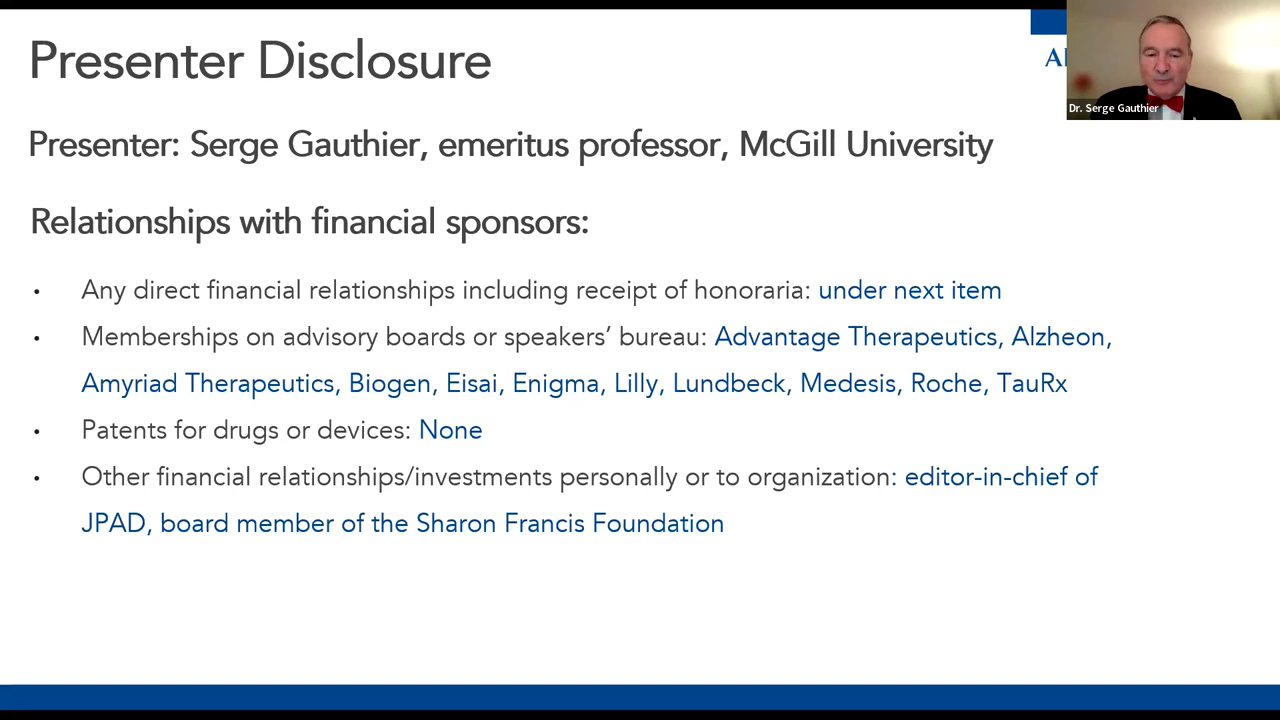 Presenter Disclosure
Dr. Serge Gauthier
Presenter: Serge Gauthier, emeritus professor, McGill University
Relationships with financial sponsors:
• Any direct financial relationships including receipt of honoraria: under next item
• Memberships on advisory boards or speakers’ bureau: Advantage Therapeutics, Alzheon,
Amyriad Therapeutics, Biogen, Eisai, Enigma, Lilly, Lundbeck, Medesis, Roche, TauRx
• Patents for drugs or devices: None
• Other financial relationships/investments personally or to organization: editor-in-chief of
JPAD, board member of the Sharon Francis Foundation